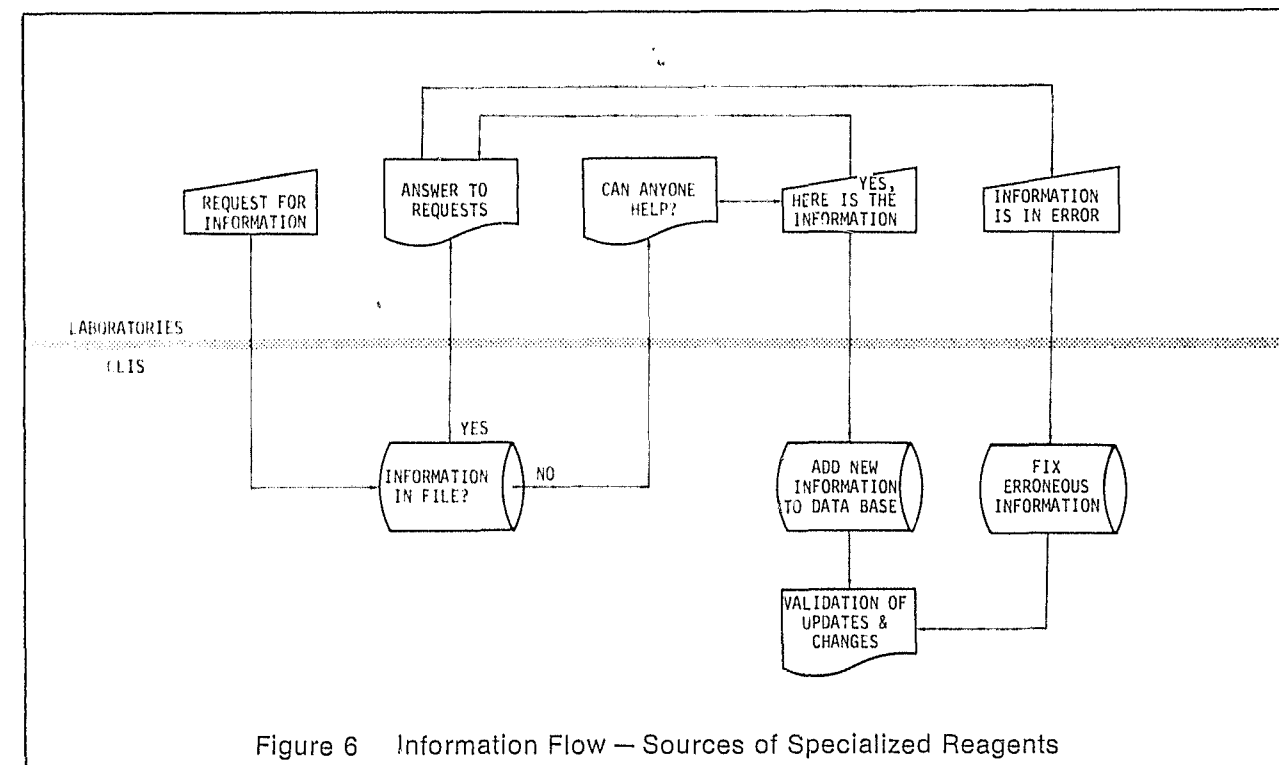 REQUEST FOR
INFORMATION
ANSWER TO
REQUESTS
CAN ANYONE
HELP?
YES,
HERE IS THE
INFORMATION
INFORMATION
IS IN ERROR
LABORATORIES
CLIS
YES
INFORMATION
IN FILE?
NO
ADD NEW
INFORMATION
TO DATA BASE
FIX
ERRONEOUS
INFORMATION
VALIDATION OF
UPDATES &
CHANGES
Figure 6 Information Flow — Sources of Specialized Reagents